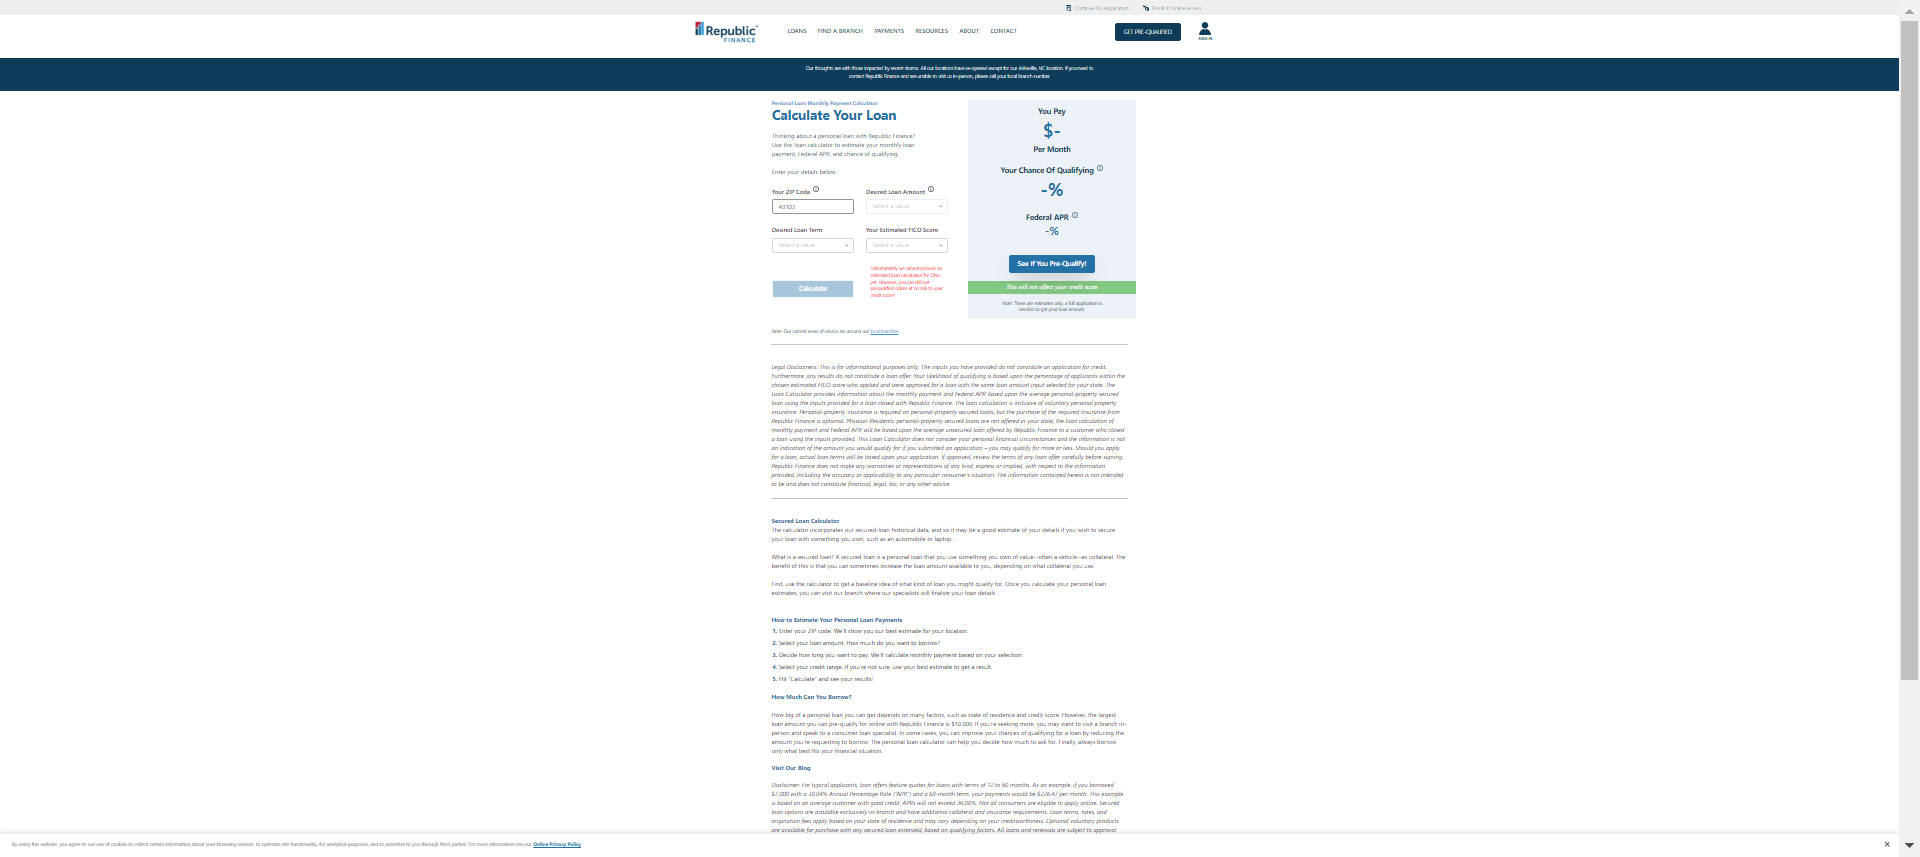 Continue My Application
Enroll in Online Access
Republic
FINANCE
LOANS
FIND A BRANCH
PAYMENTS
RESOURCES
ABOUT
CONTACT
GET PRE-QUALIFIED
SIGN IN
Our thoughts are with those impacted by recent storms. All our locations have re-opened except for our Asheville, NC location. If you need to
contact Republic Finance and are unable to visit us in-person, please call your local branch number.
Personal Loan Monthly Payment Calculator
Calculate Your Loan
Thinking about a personal loan with Republic Finance?
Use this loan calculator to estimate your monthly loan
payment, Federal APR, and chance of qualifying.
Enter your details below:
Your ZIP Code
Desired Loan Amount
43103
Select a value
Desired Loan Term
Your Estimated FICO Score
Select a value
Select a value
Calculate
Unfortunately we cannot provide an
estimated loan calculation for Ohio
yet. However, you can still get
prequalified online at no risk to your
credit score!
You Pay
$-
Per Month
Your Chance Of Qualifying
-%
Federal APR
-%
See If You Pre-Qualify!
This will not affect your credit score
Note: These are estimates only, a full application is
needed to get your loan amount.
Note: Our current areas of service are around our local branches.
Legal Disclaimers: This is for informational purposes only. The inputs you have provided do not constitute an application for credit.
Furthermore, any results do not constitute a loan offer. Your likelihood of qualifying is based upon the percentage of applicants within the
chosen estimated FICO score who applied and were approved for a loan with the same loan amount input selected for your state. The
Loan Calculator provides information about the monthly payment and Federal APR based upon the average personal-property secured
loan using the inputs provided for a loan closed with Republic Finance. The loan calculation is inclusive of voluntary personal property
insurance. Personal-property insurance is required on personal-property secured loans, but the purchase of the required insurance from
Republic Finance is optional. Missouri Residents: personal-property secured loans are not offered in your state, the loan calculation of
monthly payment and Federal APR will be based upon the average unsecured loan offered by Republic Finance to a customer who closed
a loan using the inputs provided. This Loan Calculator does not consider your personal financial circumstances and the information is not
an indication of the amount you would qualify for if you submitted an application – you may qualify for more or less. Should you apply
for a loan, actual loan terms will be based upon your application. If approved, review the terms of any loan offer carefully before signing.
Republic Finance does not make any warranties or representations of any kind, express or implied, with respect to the information
provided, including the accuracy or applicability to any particular consumer's situation. The information contained herein is not intended
to be and does not constitute financial, legal, tax, or any other advice.
Secured Loan Calculator
The calculator incorporates our secured-loan historical data, and so it may be a good estimate of your details if you wish to secure
your loan with something you own, such as an automobile or laptop.
What is a secured loan? A secured loan is a personal loan that you use something you own of value--often a vehicle--as collateral. The
benefit of this is that you can sometimes increase the loan amount available to you, depending on what collateral you use.
First, use the calculator to get a baseline idea of what kind of loan you might qualify for. Once you calculate your personal loan
estimates, you can visit our branch where our specialists will finalize your loan details.
How to Estimate Your Personal Loan Payments
1. Enter your ZIP code. We'll show you our best estimate for your location.
2. Select your loan amount. How much do you want to borrow?
3. Decide how long you want to pay. We'll calculate monthly payment based on your selection.
4. Select your credit range. If you're not sure, use your best estimate to get a result.
5. Hit "Calculate" and see your results!
How Much Can You Borrow?
How big of a personal loan you can get depends on many factors, such as state of residence and credit score. However, the largest
loan amount you can pre-qualify for online with Republic Finance is $10,000. If you're seeking more, you may want to visit a branch in-
person and speak to a consumer loan specialist. In some cases, you can improve your chances of qualifying for a loan by reducing the
amount you're requesting to borrow. The personal loan calculator can help you decide how much to ask for. Finally, always borrow
only what best fits your financial situation.
Visit Our Blog
Disclaimer: For typical applicants, loan offers feature quotes for loans with terms of 12 to 60 months. As an example, if you borrowed
$7,000 with a 30.04% Annual Percentage Rate ("APR") and a 60-month term, your payments would be $226.47 per month. This example
is based on an average customer with good credit. APRs will not exceed 36.00%. Not all consumers are eligible to apply online. Secured
loan options are available exclusively in-branch and have additional collateral and insurance requirements. Loan terms, rates, and
origination fees apply based on your state of residence and may vary depending on your creditworthiness. Optional voluntary products
are available for purchase with any secured loan extended, based on qualifying factors. All loans and renewals are subject to approval
By using this website, you agree to our use of cookies to collect certain information about your browsing session, to optimize site functionality, for analytical purposes, and to advertise to you through third parties. For more information see our Online Privacy Policy